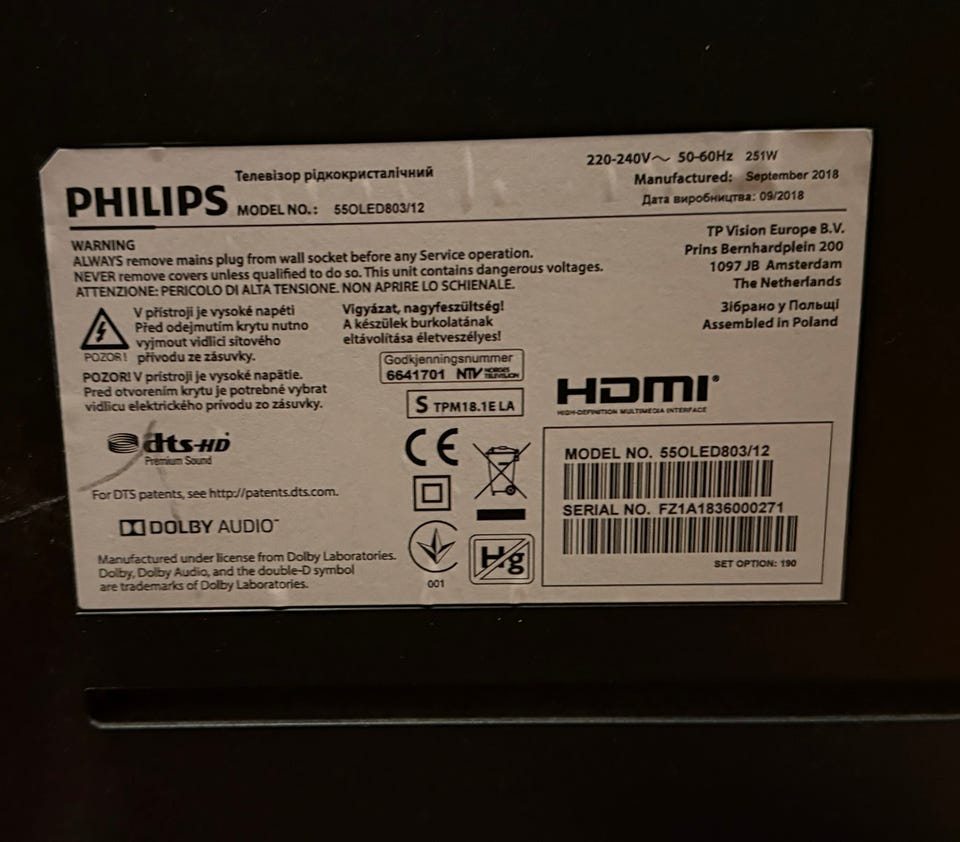 Телевізор рідкокристалічний
PHILIPS MODEL NO.: 55OLED803/12
220-240V～ 50-60Hz 251W
Manufactured: September 2018
Дата виробництва: 09/2018
WARNING
ALWAYS remove mains plug from wall socket before any Service operation.
NEVER remove covers unless qualified to do so. This unit contains dangerous voltages.
ATTENZIONE: PERICOLO DI ALTA TENSIONE. NON APRIRE LO SCHIENALE.
TP Vision Europe B.V.
Prins Bernhardplein 200
1097 JB Amsterdam
The Netherlands
Зібрано у Польщі
Assembled in Poland
V přístroji je vysoké napětí
Před odejmutím krytu nutno
vyjmout vidlici síťového
POZOR! přívodu ze zásuvky.
POZOR! V prístroji je vysoké napätie.
Pred otvorením krytu je potrebné vybrat
vidlicu elektrického prívodu zo zásuvky.
Vigyázat, nagyfeszültség!
A készülek burkolatának
eltávolítása életveszélyes!
Godkjenningsnummer
6641701 NTV NORGES TELEVISJON
S TPM18.1E LA
HDMI®
HIGH-DEFINITION MULTIMEDIA INTERFACE
dts-HD
Premium Sound
For DTS patents, see http://patents.dts.com.
DOLBY AUDIO™
Manufactured under license from Dolby Laboratories.
Dolby, Dolby Audio, and the double-D symbol
are trademarks of Dolby Laboratories.
CE
001
Hg
MODEL NO. 55OLED803/12
SERIAL NO. FZ1A1836000271
SET OPTION: 190